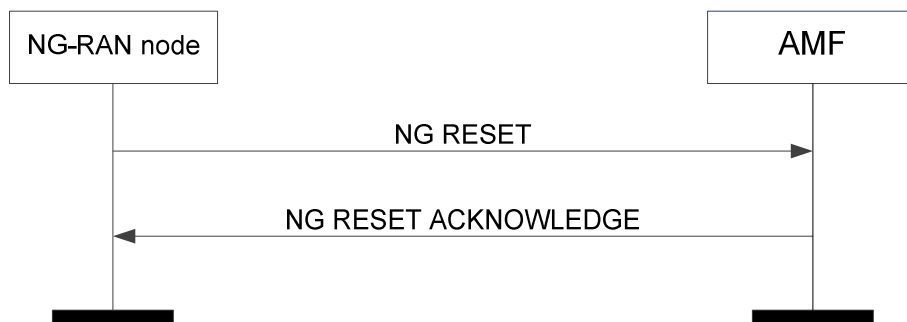 NG-RAN node
AMF
NG RESET
NG RESET ACKNOWLEDGE